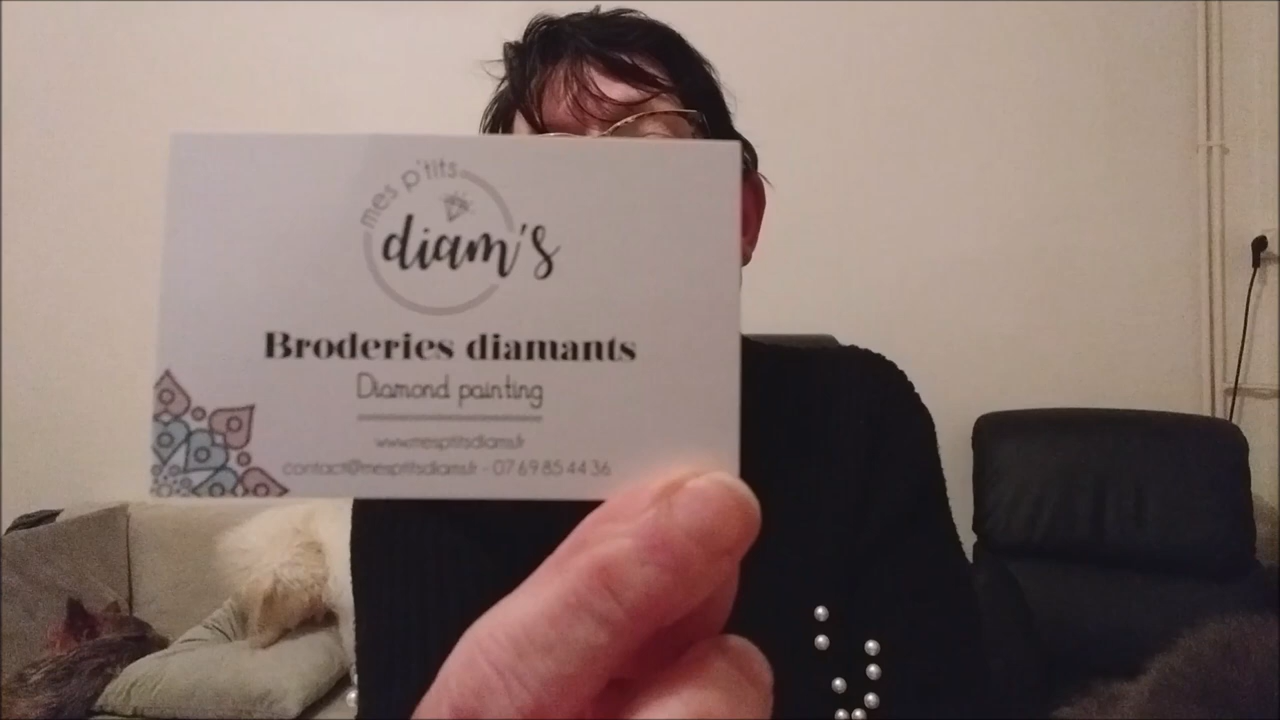 mes p'tits
diam's
Broderies diamants
Diamond painting
www.mesptitsdiams.fr
contact@mesptitsdiams.fr - 07 69 85 44 36